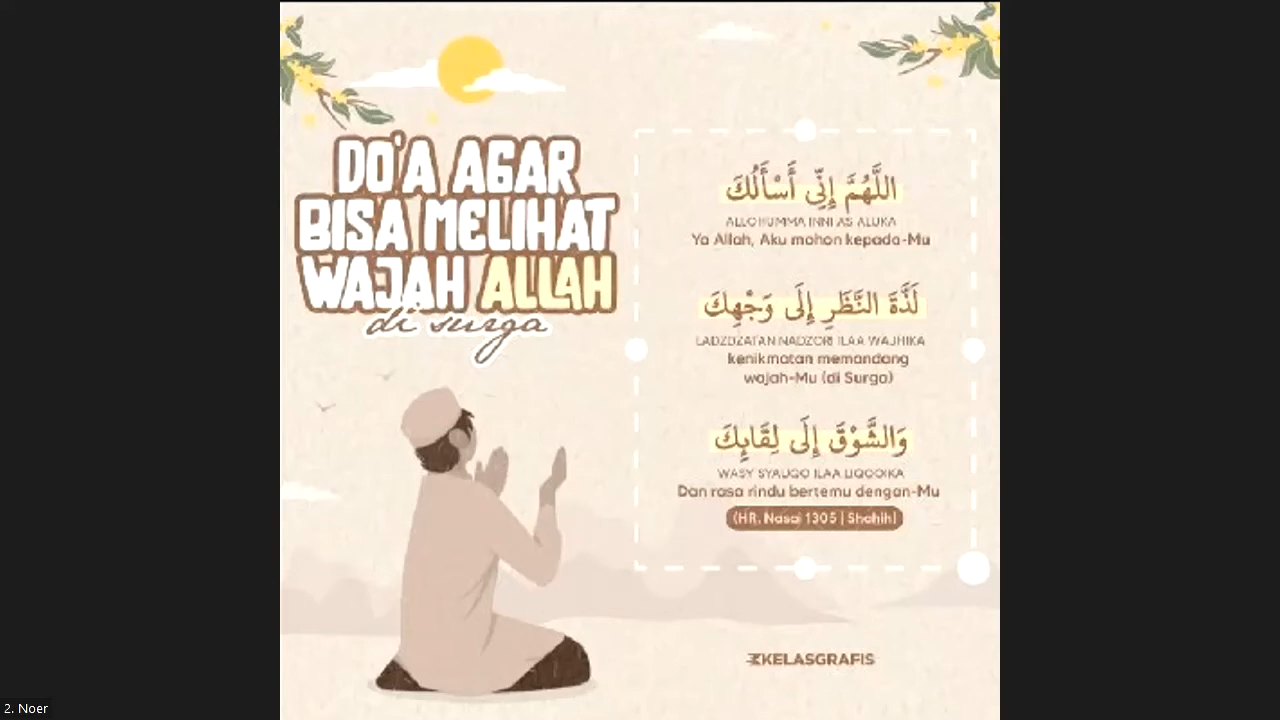 DO'A AGAR
BISA MELIHAT
WAJAH ALLAH
di surga
اللَّهُمَّ إِنِّي أَسْأَلُكَ
ALLOHUMMA INNI AS ALUKA
Ya Allah, Aku mohon kepada-Mu
لَذَّةَ النَّظَرِ إِلَى وَجْهِكَ
LADZDZATAN NADZORI ILAA WAJHIKA
kenikmatan memandang
wajah-Mu (di Surga)
وَالشَّوْقَ إِلَى لِقَابِكَ
WASY SYAUQO ILAA LIQOOIKA
Dan rasa rindu bertemu dengan-Mu
(HR. Nasai 1305 | Shahih)
KELASGRAFIS
2. Noer